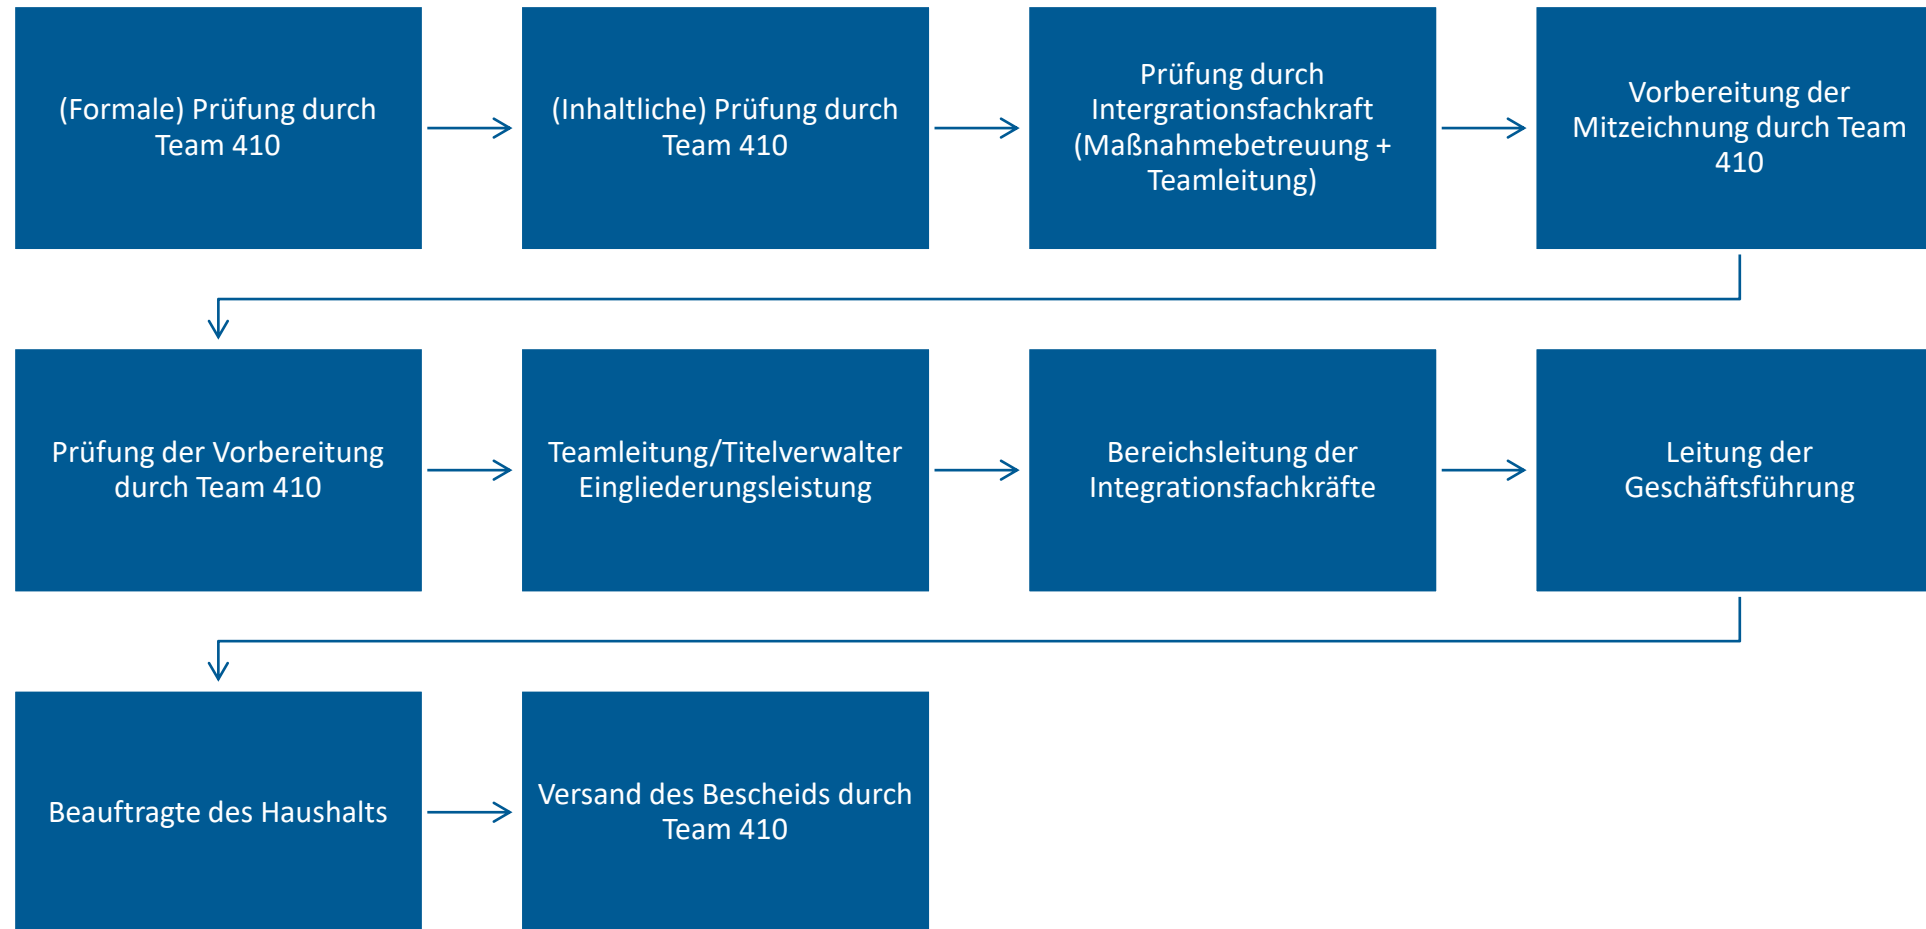 (Formale) Prüfung durch
Team 410
(Inhaltliche) Prüfung durch
Team 410
Prüfung durch
Intergrationsfachkraft
(Maßnahmebetreuung +
Teamleitung)
Vorbereitung der
Mitzeichnung durch Team
410
Prüfung der Vorbereitung
durch Team 410
Teamleitung/Titelverwalter
Eingliederungsleistung
Bereichsleitung der
Integrationsfachkräfte
Leitung der
Geschäftsführung
Beauftragte des Haushalts
Versand des Bescheids durch
Team 410